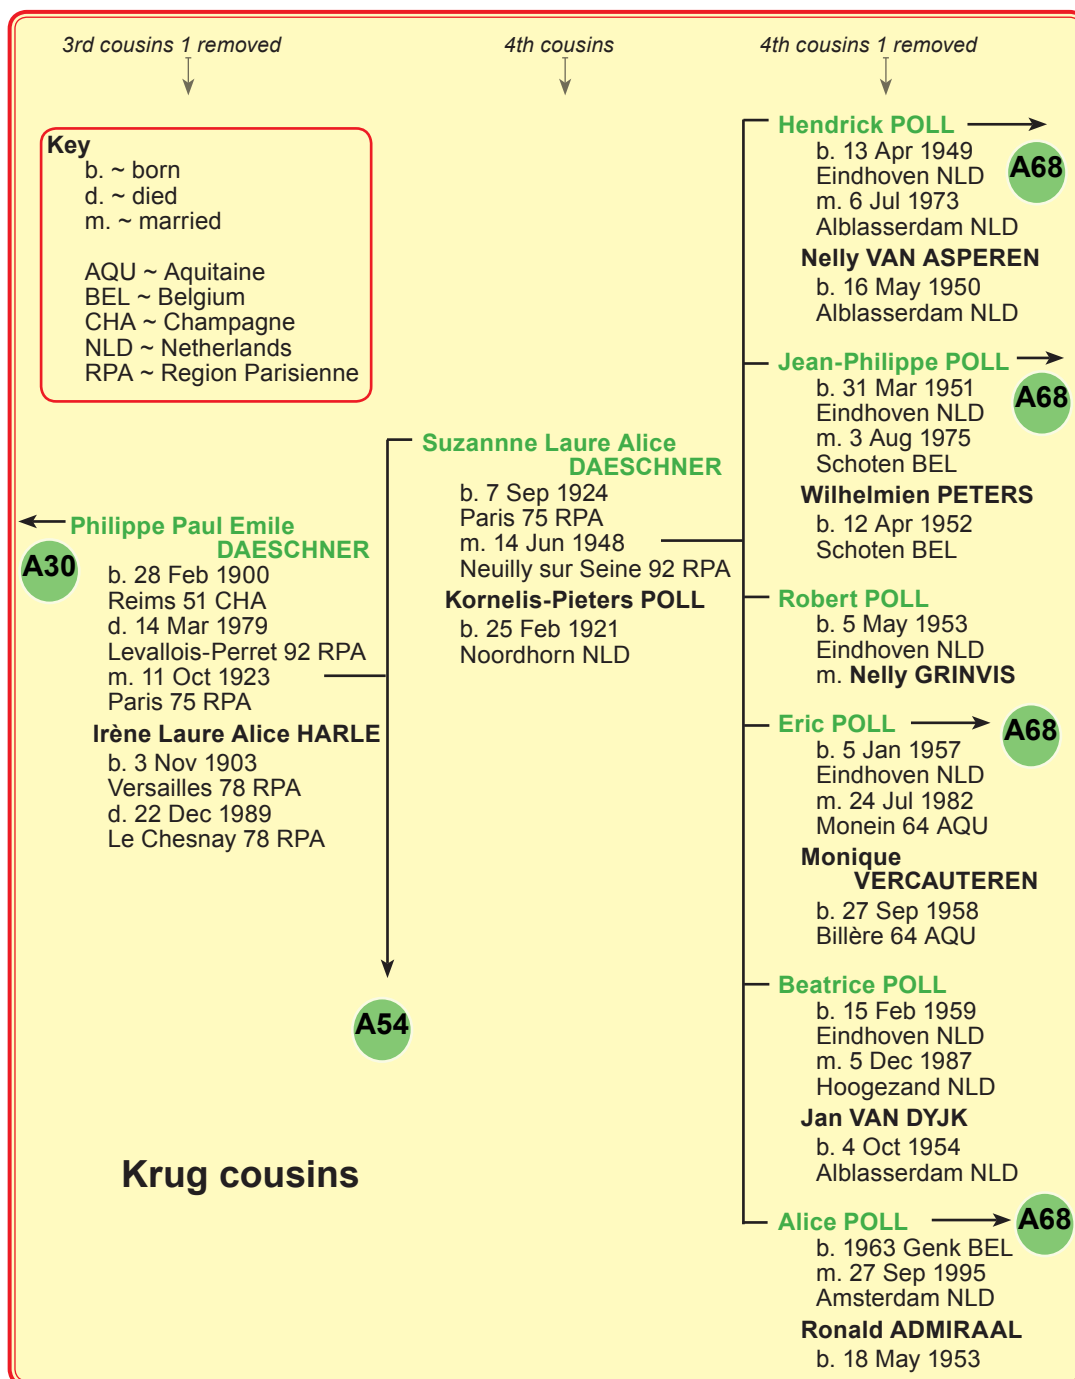 3rd cousins 1 removed
4th cousins
4th cousins 1 removed
Key
b. ~ born
d. ~ died
m. ~ married
AQU ~ Aquitaine
BEL ~ Belgium
CHA ~ Champagne
NLD ~ Netherlands
RPA ~ Region Parisienne
A30
Philippe Paul Emile
DAESCHNER
b. 28 Feb 1900
Reims 51 CHA
d. 14 Mar 1979
Levallois-Perret 92 RPA
m. 11 Oct 1923
Paris 75 RPA
Irène Laure Alice HARLE
b. 3 Nov 1903
Versailles 78 RPA
d. 22 Dec 1989
Le Chesnay 78 RPA
Krug cousins
Suzannne Laure Alice
DAESCHNER
b. 7 Sep 1924
Paris 75 RPA
m. 14 Jun 1948
Neuilly sur Seine 92 RPA
Kornelis-Pieters POLL
b. 25 Feb 1921
Noordhorn NLD
A54
Hendrick POLL
A68
b. 13 Apr 1949
Eindhoven NLD
m. 6 Jul 1973
Alblasserdam NLD
Nelly VAN ASPEREN
b. 16 May 1950
Alblasserdam NLD
Jean-Philippe POLL
A68
b. 31 Mar 1951
Eindhoven NLD
m. 3 Aug 1975
Schoten BEL
Wilhelmien PETERS
b. 12 Apr 1952
Schoten BEL
Robert POLL
b. 5 May 1953
Eindhoven NLD
m. Nelly GRINVIS
Eric POLL
A68
b. 5 Jan 1957
Eindhoven NLD
m. 24 Jul 1982
Monein 64 AQU
Monique
VERCAUTEREN
b. 27 Sep 1958
Billère 64 AQU
Beatrice POLL
b. 15 Feb 1959
Eindhoven NLD
m. 5 Dec 1987
Hoogezand NLD
Jan VAN DYJK
b. 4 Oct 1954
Alblasserdam NLD
Alice POLL
A68
b. 1963 Genk BEL
m. 27 Sep 1995
Amsterdam NLD
Ronald ADMIRAAL
b. 18 May 1953